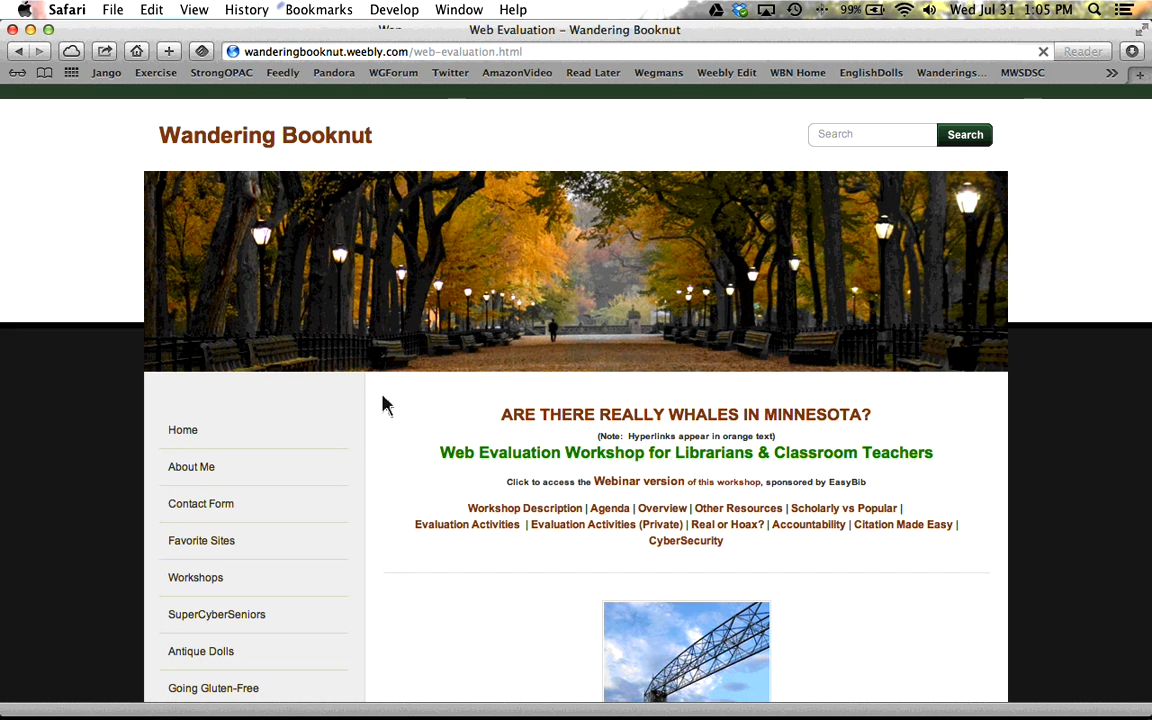 Safari File Edit View History Bookmarks Develop Window Help 99% Wed Jul 31 1:05 PM
Web Evaluation – Wandering Booknut
wanderingbooknut.weebly.com/web-evaluation.html Reader
Jango Exercise StrongOPAC Feedly Pandora WGForum Twitter AmazonVideo Read Later Wegmans Weebly Edit WBN Home EnglishDolls Wanderings... MWSDSC
Wandering Booknut
Search Search
ARE THERE REALLY WHALES IN MINNESOTA?
(Note: Hyperlinks appear in orange text)
Web Evaluation Workshop for Librarians & Classroom Teachers
Click to access the Webinar version of this workshop, sponsored by EasyBib
Workshop Description | Agenda | Overview | Other Resources | Scholarly vs Popular |
Evaluation Activities | Evaluation Activities (Private) | Real or Hoax? | Accountability | Citation Made Easy |
CyberSecurity
Home
About Me
Contact Form
Favorite Sites
Workshops
SuperCyberSeniors
Antique Dolls
Going Gluten-Free